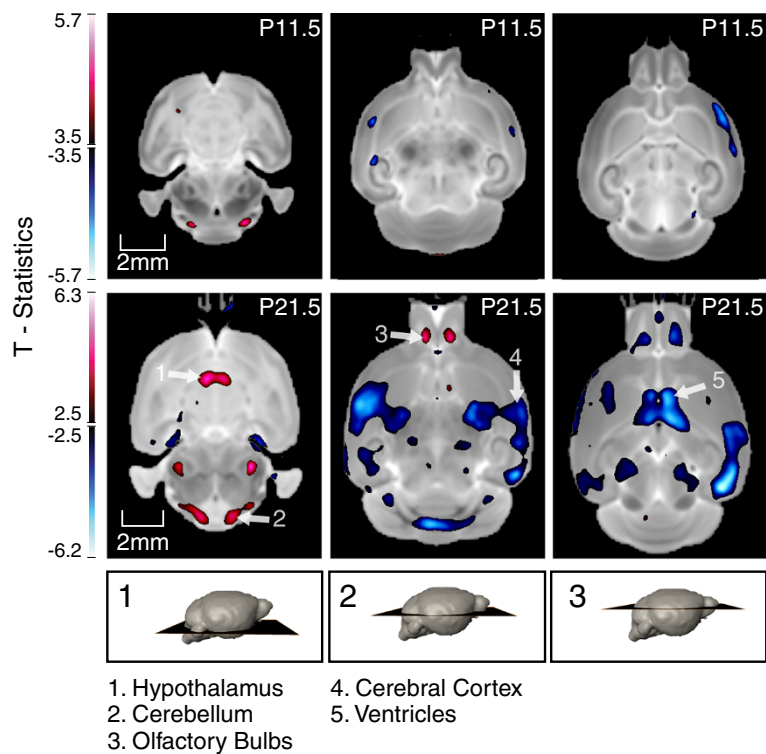 5.7
P11.5
P11.5
P11.5
3.5
-3.5
2mm
-5.7
T - Statistics
6.3
P21.5
P21.5
P21.5
3
4
1
5
2.5
-2.5
2
2mm
-6.2
1
2
3
1. Hypothalamus
2. Cerebellum
3. Olfactory Bulbs
4. Cerebral Cortex
5. Ventricles